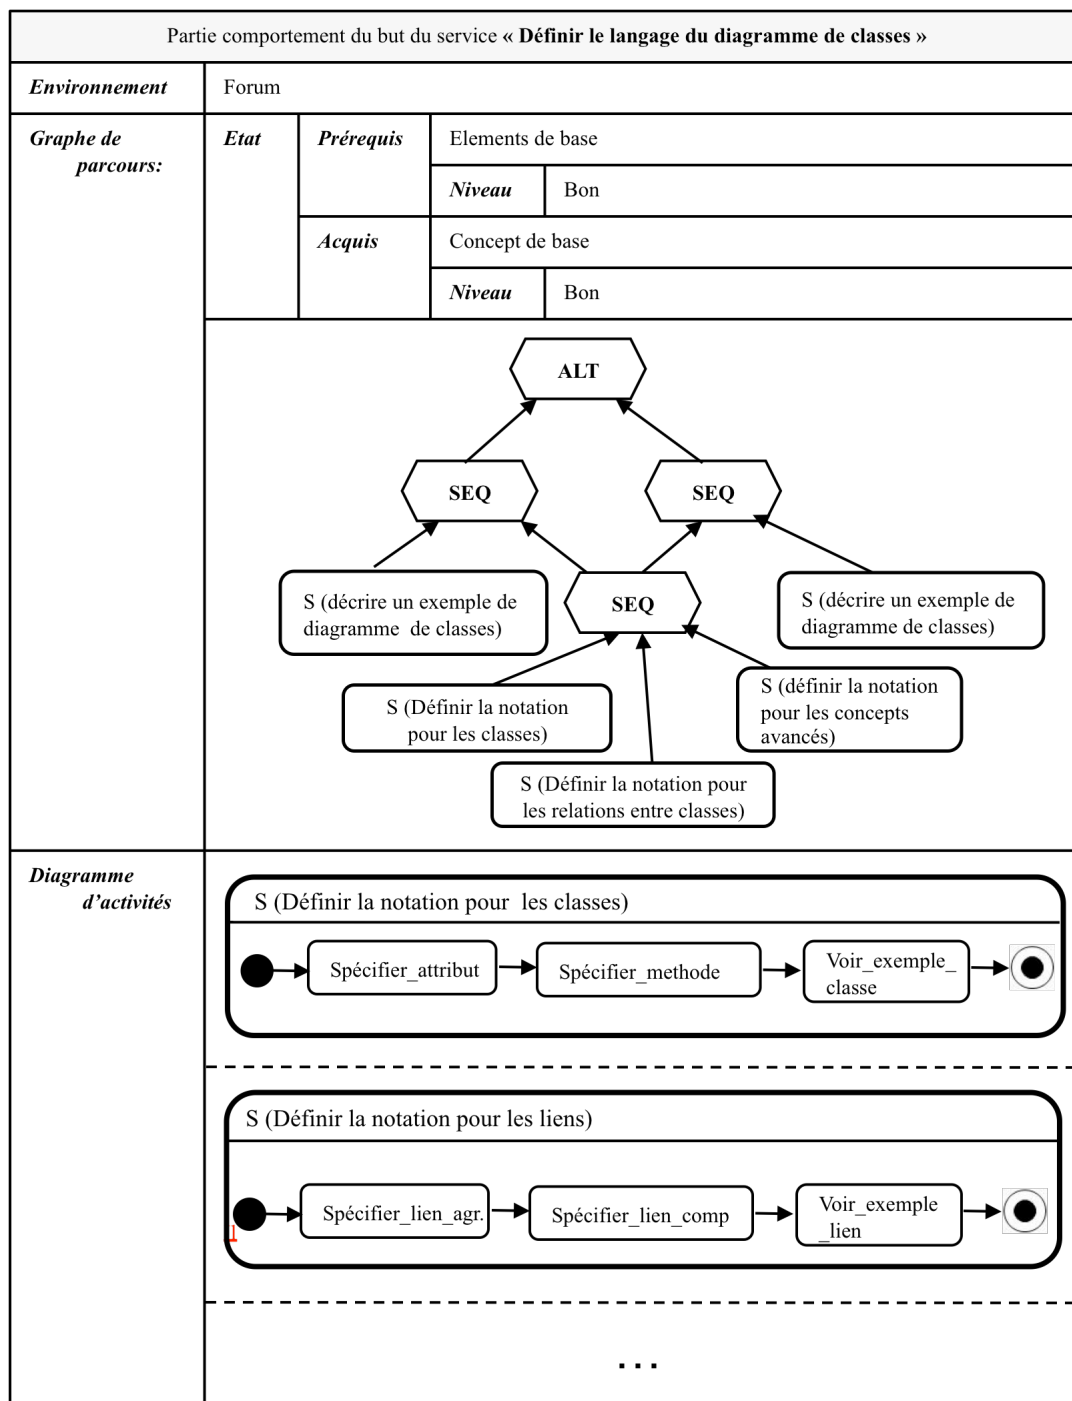 Partie comportement du but du service « Définir le langage du diagramme de classes »
Environnement
Forum
Graphe de
parcours:
Etat
Prérequis
Elements de base
Niveau
Bon
Acquis
Concept de base
Niveau
Bon
ALT
SEQ
SEQ
S (décrire un exemple de
diagramme de classes)
SEQ
S (décrire un exemple de
diagramme de classes)
S (Définir la notation
pour les classes)
S (définir la notation
pour les concepts
avancés)
S (Définir la notation pour
les relations entre classes)
Diagramme
d’activités
S (Définir la notation pour les classes)
Spécifier_attribut
Spécifier_methode
Voir_exemple_
classe
S (Définir la notation pour les liens)
1
Spécifier_lien_agr.
Spécifier_lien_comp
Voir_exemple
_lien
...